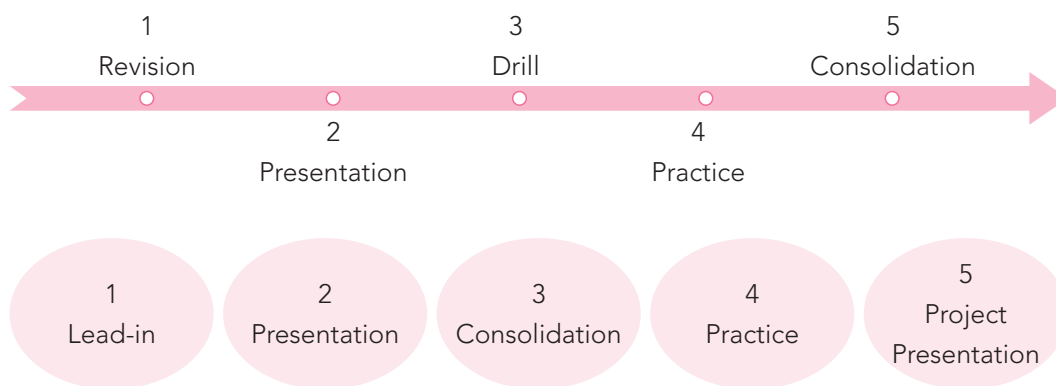 1
Revision
3
Drill
5
Consolidation
2
Presentation
4
Practice
1
Lead-in
2
Presentation
3
Consolidation
4
Practice
5
Project
Presentation